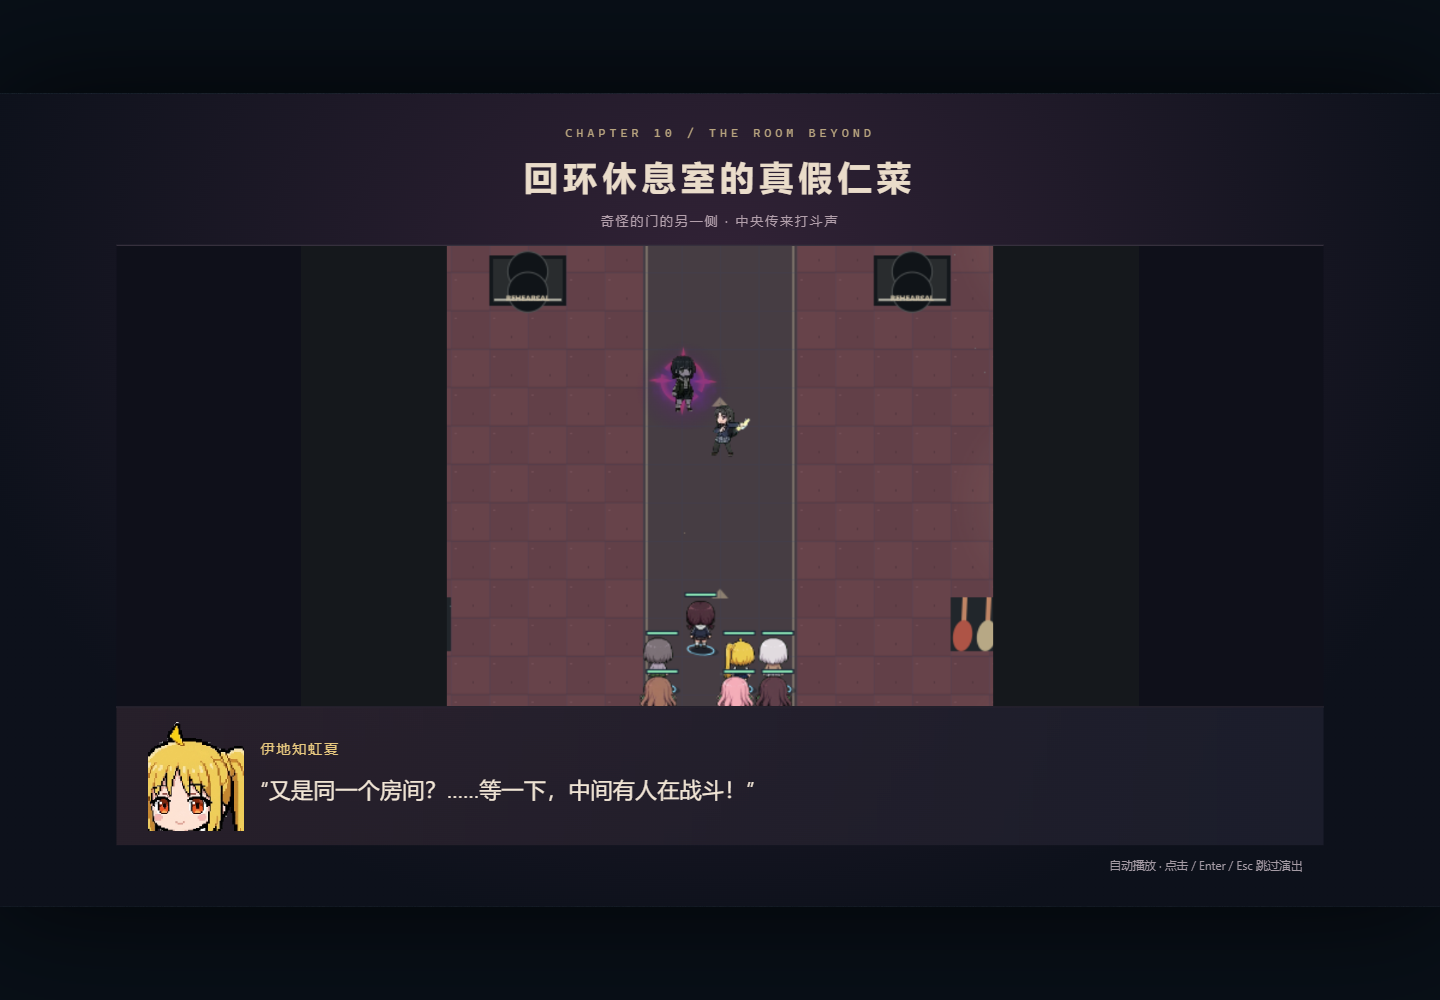 CHAPTER 10 / THE ROOM BEYOND
回环休息室的真假仁菜
奇怪的门的另一侧 · 中央传来打斗声
REHEARSAL
REHEARSAL
伊地知虹夏
“又是同一个房间？……等一下，中间有人在战斗！”
自动播放 · 点击 / Enter / Esc 跳过演出